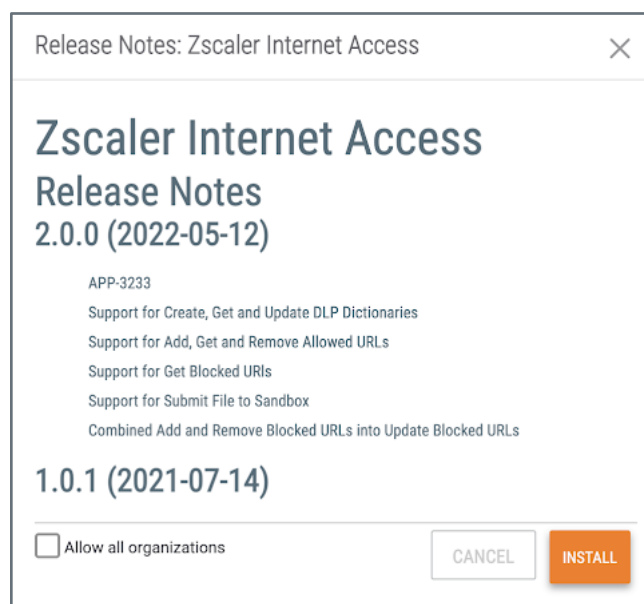 Release Notes: Zscaler Internet Access
Zscaler Internet Access
Release Notes
2.0.0 (2022-05-12)
APP-3233
Support for Create, Get and Update DLP Dictionaries
Support for Add, Get and Remove Allowed URLs
Support for Get Blocked URls
Support for Submit File to Sandbox
Combined Add and Remove Blocked URLs into Update Blocked URLs
1.0.1 (2021-07-14)
Allow all organizations
CANCEL
INSTALL